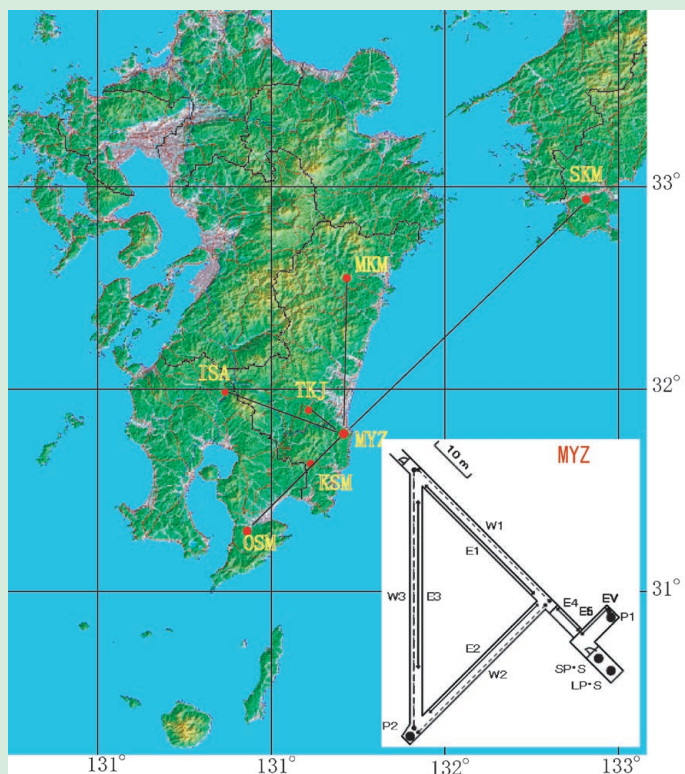 SKM
33°
MKM
ISA
32°
TKJ
MYZ
KSM
OSM
31°
131°
131°
132°
133°
MYZ
10 m
W1
E1
W3
E3
E4
E5
EV
P1
E2
W2
SP・S
LP・S
P2